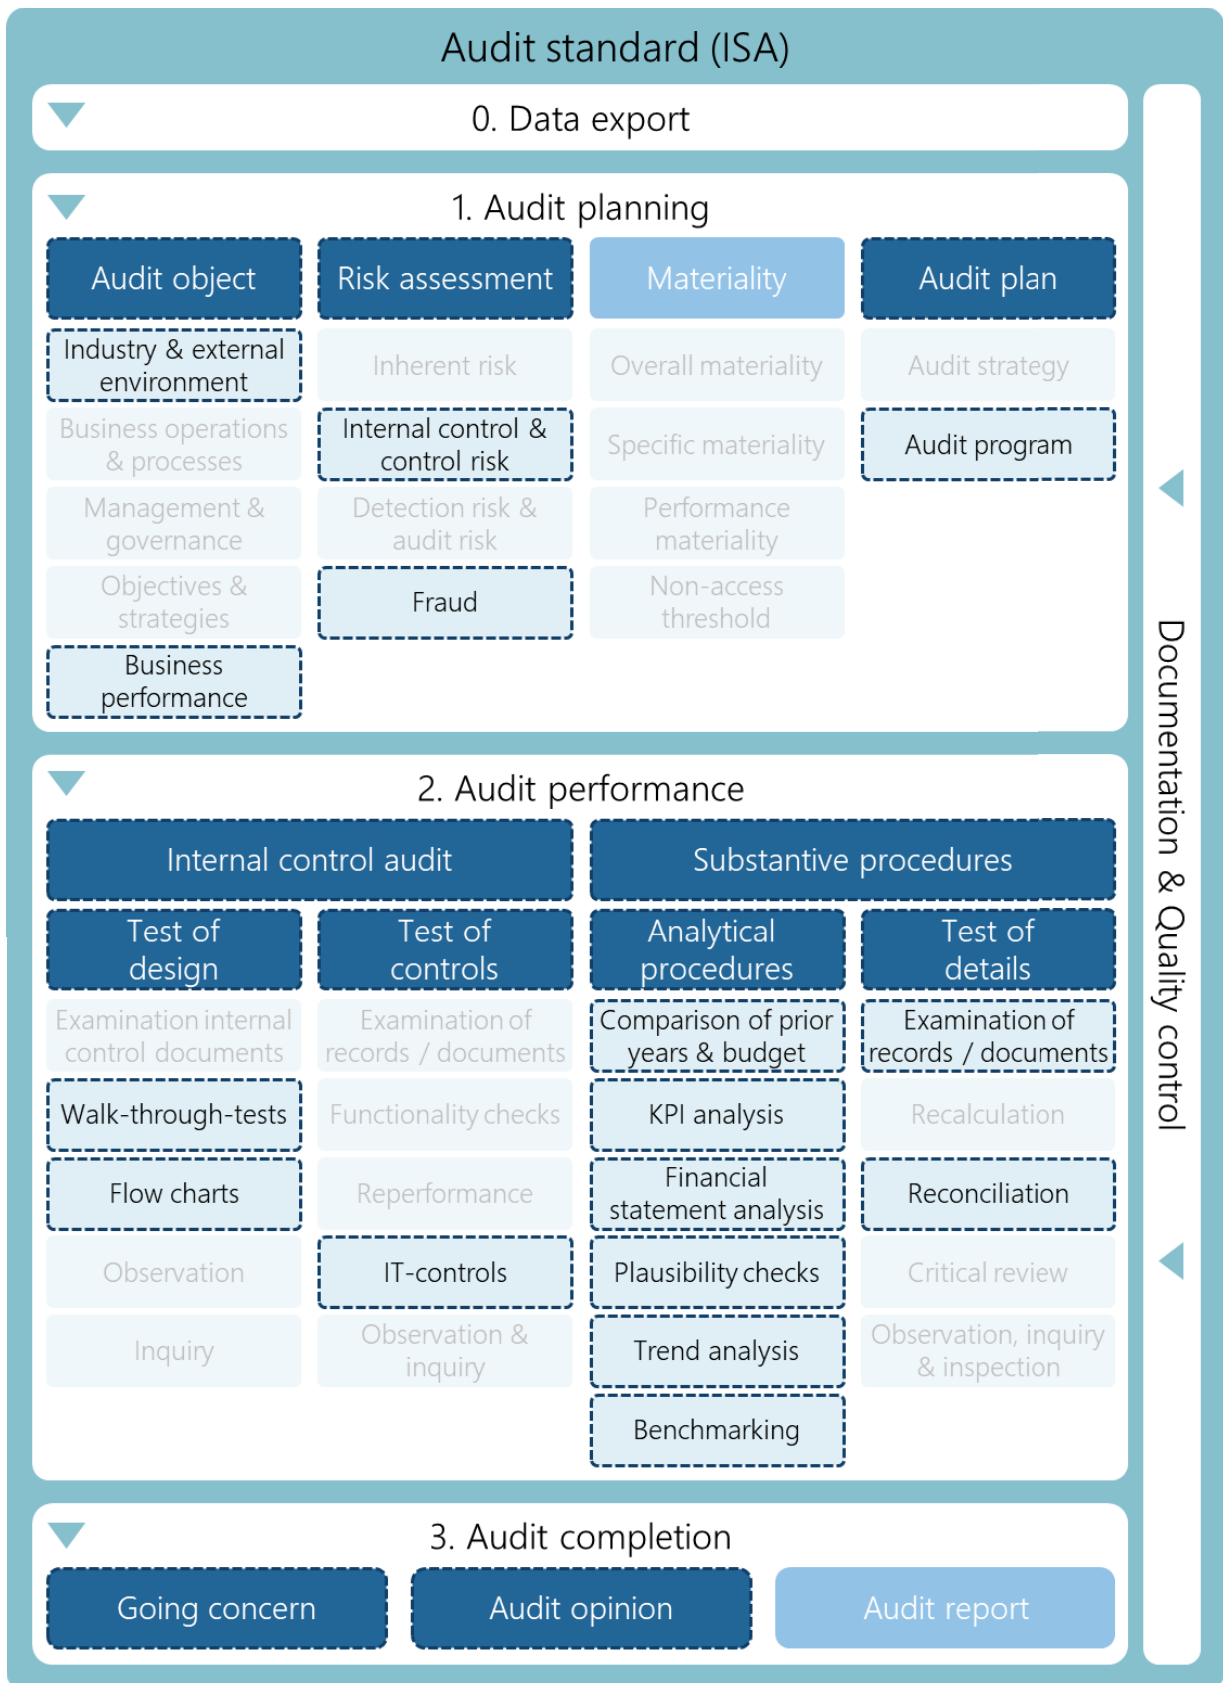 Audit standard (ISA)
0. Data export
1. Audit planning
Audit object
Risk assessment
Materiality
Audit plan
Industry & external
environment
Inherent risk
Overall materiality
Audit strategy
Business operations
& processes
Internal control &
control risk
Specific materiality
Audit program
Management &
governance
Detection risk &
audit risk
Performance
materiality
Objectives &
strategies
Fraud
Non-access
threshold
Business
performance
2. Audit performance
Internal control audit
Substantive procedures
Test of
design
Test of
controls
Analytical
procedures
Test of
details
Examination internal
control documents
Examination of
records / documents
Comparison of prior
years & budget
Examination of
records / documents
Walk-through-tests
Functionality checks
KPI analysis
Recalculation
Flow charts
Reperformance
Financial
statement analysis
Reconciliation
Observation
IT-controls
Plausibility checks
Critical review
Inquiry
Observation &
inquiry
Trend analysis
Observation, inquiry
& inspection
Benchmarking
3. Audit completion
Going concern
Audit opinion
Audit report
Documentation & Quality control